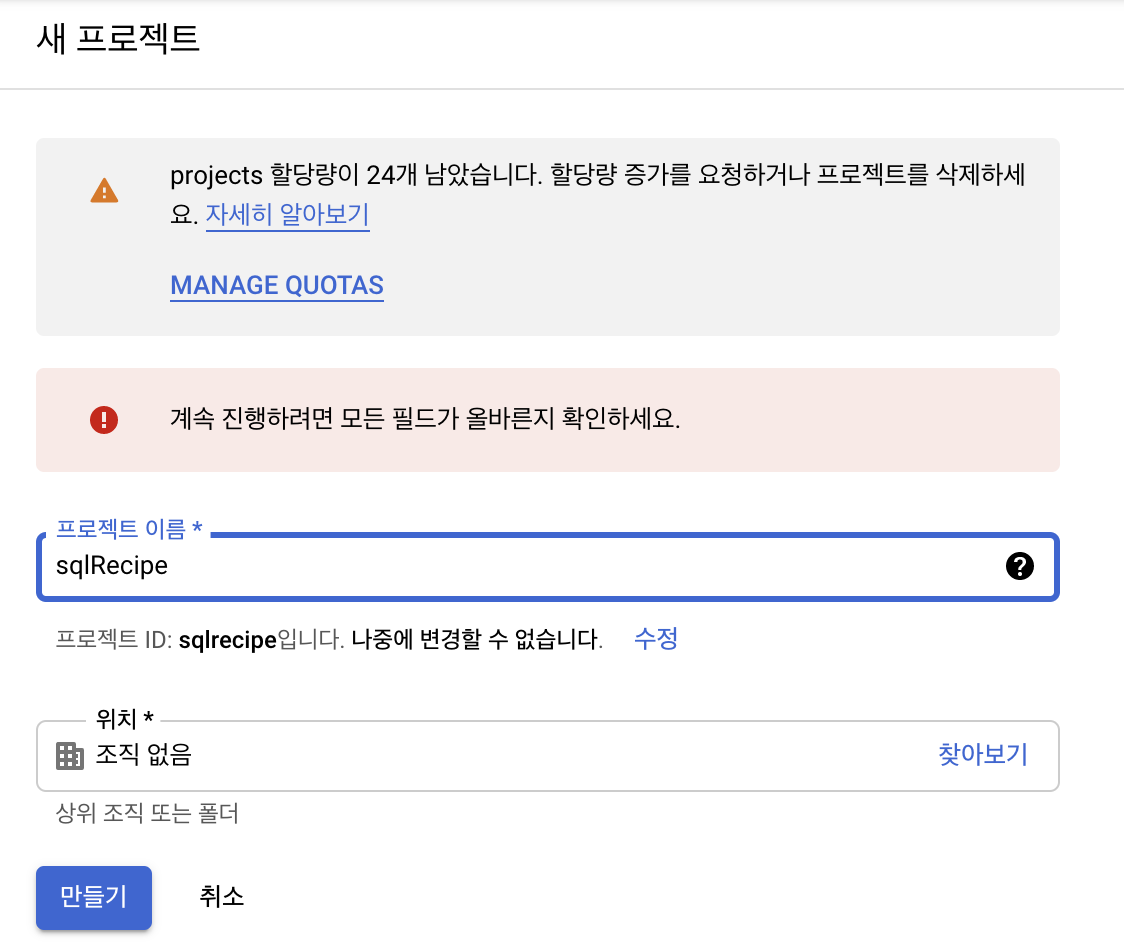 새 프로젝트
projects 할당량이 24개 남았습니다. 할당량 증가를 요청하거나 프로젝트를 삭제하세
요. 자세히 알아보기
MANAGE QUOTAS
계속 진행하려면 모든 필드가 올바른지 확인하세요.
프로젝트 이름 *
sqlRecipe
프로젝트 ID: sqlrecipe입니다. 나중에 변경할 수 없습니다. 수정
위치 *
조직 없음 찾아보기
상위 조직 또는 폴더
만들기 취소